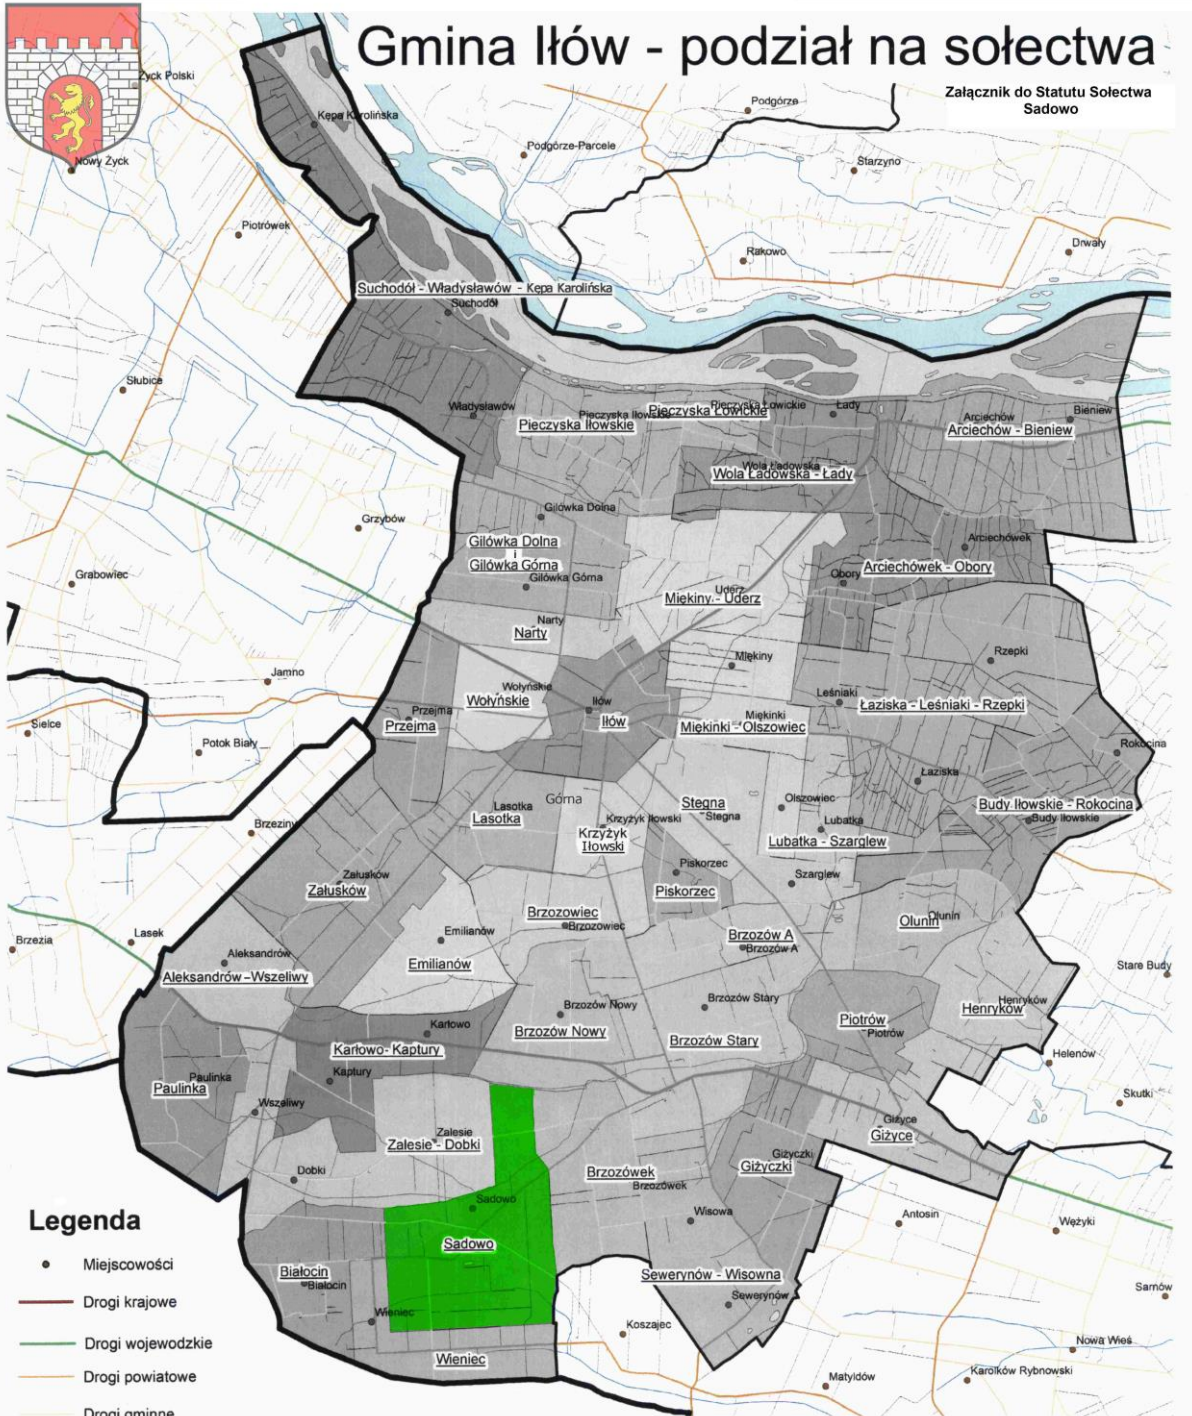 Gmina Iłów - podział na sołectwa
Załącznik do Statutu Sołectwa
Sadowo
Życk Polski
Nowy Życk
Kępa Karolińska
Podgórze
Podgórze-Parcele
Starzyno
Piotrówek
Rakowo
Drwały
Suchodół - Władysławów - Kępa Karolińska
Suchodół
Słubice
Władysławów
Pieczyska Iłowskie
Pieczyska Iłowskie
Pieczyska Łowickie
Pieczyska Łowickie
Łady
Arciechów
Bieniew
Arciechów - Bieniew
Wola Ładowska
Wola Ładowska - Łady
Gilówka Dolna
Grzybów
Gilówka Dolna
i
Gilówka Górna
Gilówka Górna
Arciechówek
Arciechówek - Obory
Obory
Grabowiec
Uderz
Miękiny - Uderz
Narty
Narty
Miękiny
Rzepki
Jamno
Wołyńskie
Wołyńskie
Iłów
Iłów
Leśniaki
Łaziska - Leśniaki - Rzepki
Przejma
Przejma
Miękinki
Miękinki - Olszowiec
Sielce
Potok Biały
Rokocina
Łaziska
Górna
Lasotka
Lasotka
Stegna
Stegna
Olszowiec
Budy Iłowskie - Rokocina
Budy Iłowskie
Brzeziny
Krzyżyk Iłowski
Krzyżyk
Iłowski
Lubatka
Lubatka - Szarglew
Piskorzec
Piskorzec
Szarglew
Załusków
Załusków
Brzozowiec
Brzozowiec
Olunin
Olunin
Brzezia
Lasek
Emilianów
Emilianów
Brzozów A
Brzozów A
Aleksandrów
Aleksandrów - Wszeliwy
Stare Budy
Brzozów Nowy
Brzozów Nowy
Brzozów Stary
Brzozów Stary
Henryków
Henryków
Piotrów
Piotrów
Karłowo
Karłowo- Kaptury
Kaptury
Helenów
Paulinka
Paulinka
Skutki
Wszeliwy
Zalesie
Zalesie - Dobki
Giżyce
Giżyce
Dobki
Brzozówek
Brzozówek
Giżyczki
Giżyczki
Sadowo
Sadowo
Wisowa
Antosin
Wężyki
Legenda
Miejscowości
Drogi krajowe
Drogi wojewodzkie
Drogi powiatowe
Drogi gminne
Białocin
Białocin
Sewerynów - Wisowna
Sewerynów
Sarnów
Wieniec
Wieniec
Koszajec
Nowa Wieś
Matyldów
Karolków Rybnowski